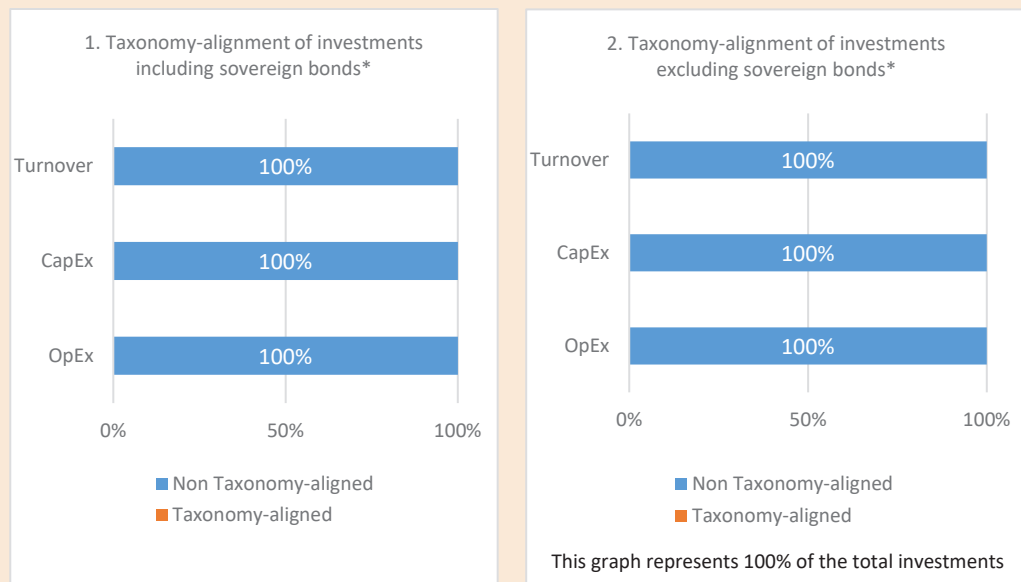 1. Taxonomy-alignment of investments
including sovereign bonds*
Turnover
100%
CapEx
100%
OpEx
100%
0%
50%
100%
Non Taxonomy-aligned
Taxonomy-aligned
2. Taxonomy-alignment of investments
excluding sovereign bonds*
Turnover
100%
CapEx
100%
OpEx
100%
0%
50%
100%
Non Taxonomy-aligned
Taxonomy-aligned
This graph represents 100% of the total investments